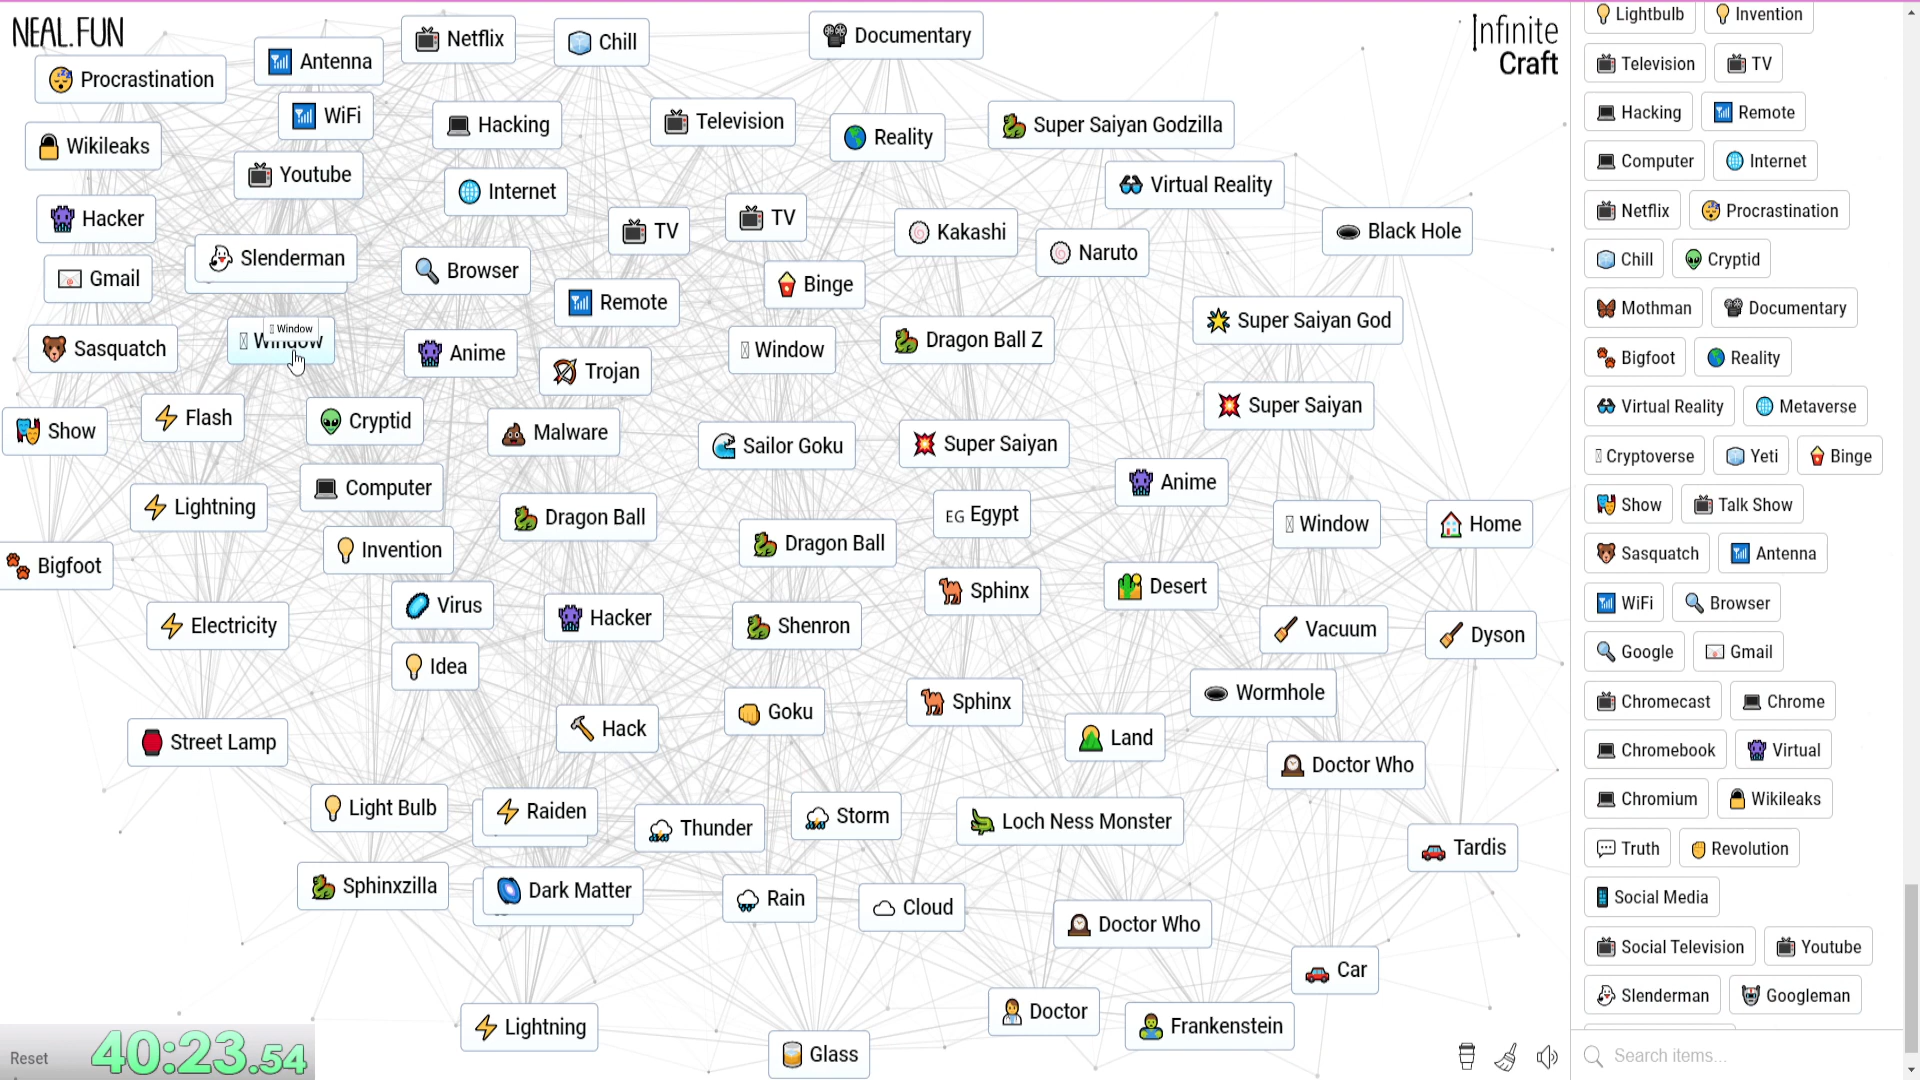 NEAL.FUN
Infinite
Craft
Netflix
Chill
Documentary
Antenna
Procrastination
WiFi
Hacking
Television
Reality
Super Saiyan Godzilla
Wikileaks
Youtube
Internet
Virtual Reality
Hacker
TV
TV
Kakashi
Naruto
Black Hole
Slenderman
Gmail
Browser
Binge
Remote
Super Saiyan God
Sasquatch
Window
Window
Anime
Trojan
Window
Dragon Ball Z
Show
Flash
Cryptid
Malware
Sailor Goku
Super Saiyan
Super Saiyan
Computer
Anime
Lightning
Dragon Ball
Dragon Ball
EG Egypt
Window
Home
Bigfoot
Invention
Sphinx
Desert
Virus
Hacker
Shenron
Electricity
Vacuum
Dyson
Idea
Wormhole
Sphinx
Goku
Hack
Land
Street Lamp
Doctor Who
Light Bulb
Raiden
Thunder
Storm
Loch Ness Monster
Tardis
Sphinxzilla
Dark Matter
Rain
Cloud
Doctor Who
Car
Doctor
Frankenstein
Lightning
Glass
Reset
40:23.54
Lightbulb
Invention
Television
TV
Hacking
Remote
Computer
Internet
Netflix
Procrastination
Chill
Cryptid
Mothman
Documentary
Bigfoot
Reality
Virtual Reality
Metaverse
Cryptoverse
Yeti
Binge
Show
Talk Show
Sasquatch
Antenna
WiFi
Browser
Google
Gmail
Chromecast
Chrome
Chromebook
Virtual
Chromium
Wikileaks
Truth
Revolution
Social Media
Social Television
Youtube
Slenderman
Googleman
Search items...